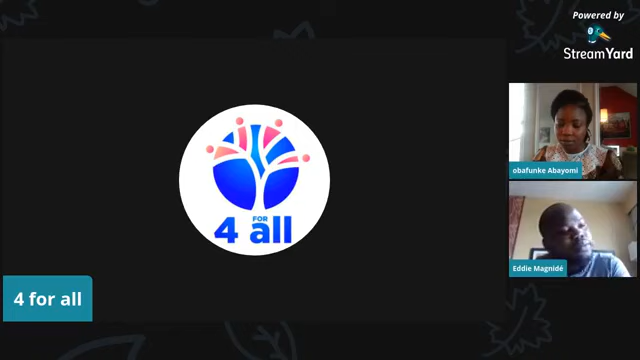 Powered by
StreamYard
obafunke Abayomi
Eddie Magnidé
FOR
4 all
4 for all